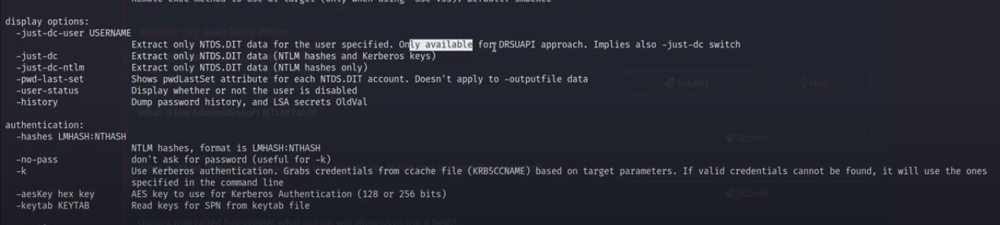 Remote exec method to use at target (only when using -use-vss). Default: smbexec
display options:
-just-dc-user USERNAME
Answer the questions below
Extract only NTDS.DIT data for the user specified. Only available for DRSUAPI approach. Implies also -just-dc switch
-just-dc Extract only NTDS.DIT data (NTLM hashes and Kerberos keys)
-just-dc-ntlm Extract only NTDS.DIT data (NTLM hashes only)
-pwd-last-set Shows pwdLastSet attribute for each NTDS.DIT account. Doesn't apply to -outputfile data
Submit
Hint
-user-status Display whether or not the user is disabled
-history Dump password history, and LSA secrets OldVal
What is the Administrators NTLM hash?
authentication:
-hashes LMHASH:NTHASH
Submit
NTLM hashes, format is LMHASH:NTHASH
-no-pass don't ask for password (useful for -k)
-k Use Kerberos authentication. Grabs credentials from ccache file (KRB5CCNAME) based on target parameters. If valid credentials cannot be found, it will use the ones
specified in the command line
-aesKey hex key AES key to use for Kerberos Authentication (128 or 256 bits)
Submit
-keytab KEYTAB Read keys for SPN from keytab file
Using a tool called Evil-WinRM what option will allow us to use a hash?